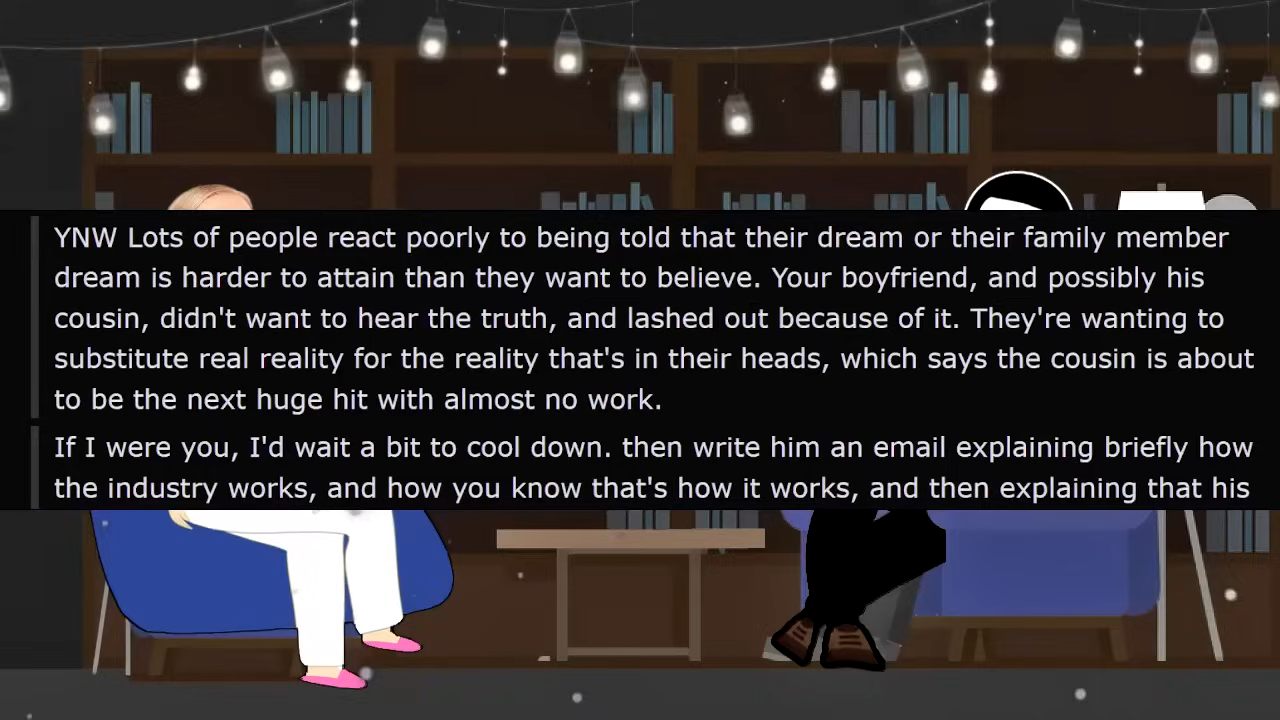 YNW Lots of people react poorly to being told that their dream or their family member
dream is harder to attain than they want to believe. Your boyfriend, and possibly his
cousin, didn't want to hear the truth, and lashed out because of it. They're wanting to
substitute real reality for the reality that's in their heads, which says the cousin is about
to be the next huge hit with almost no work.
If I were you, I'd wait a bit to cool down. then write him an email explaining briefly how
the industry works, and how you know that's how it works, and then explaining that his